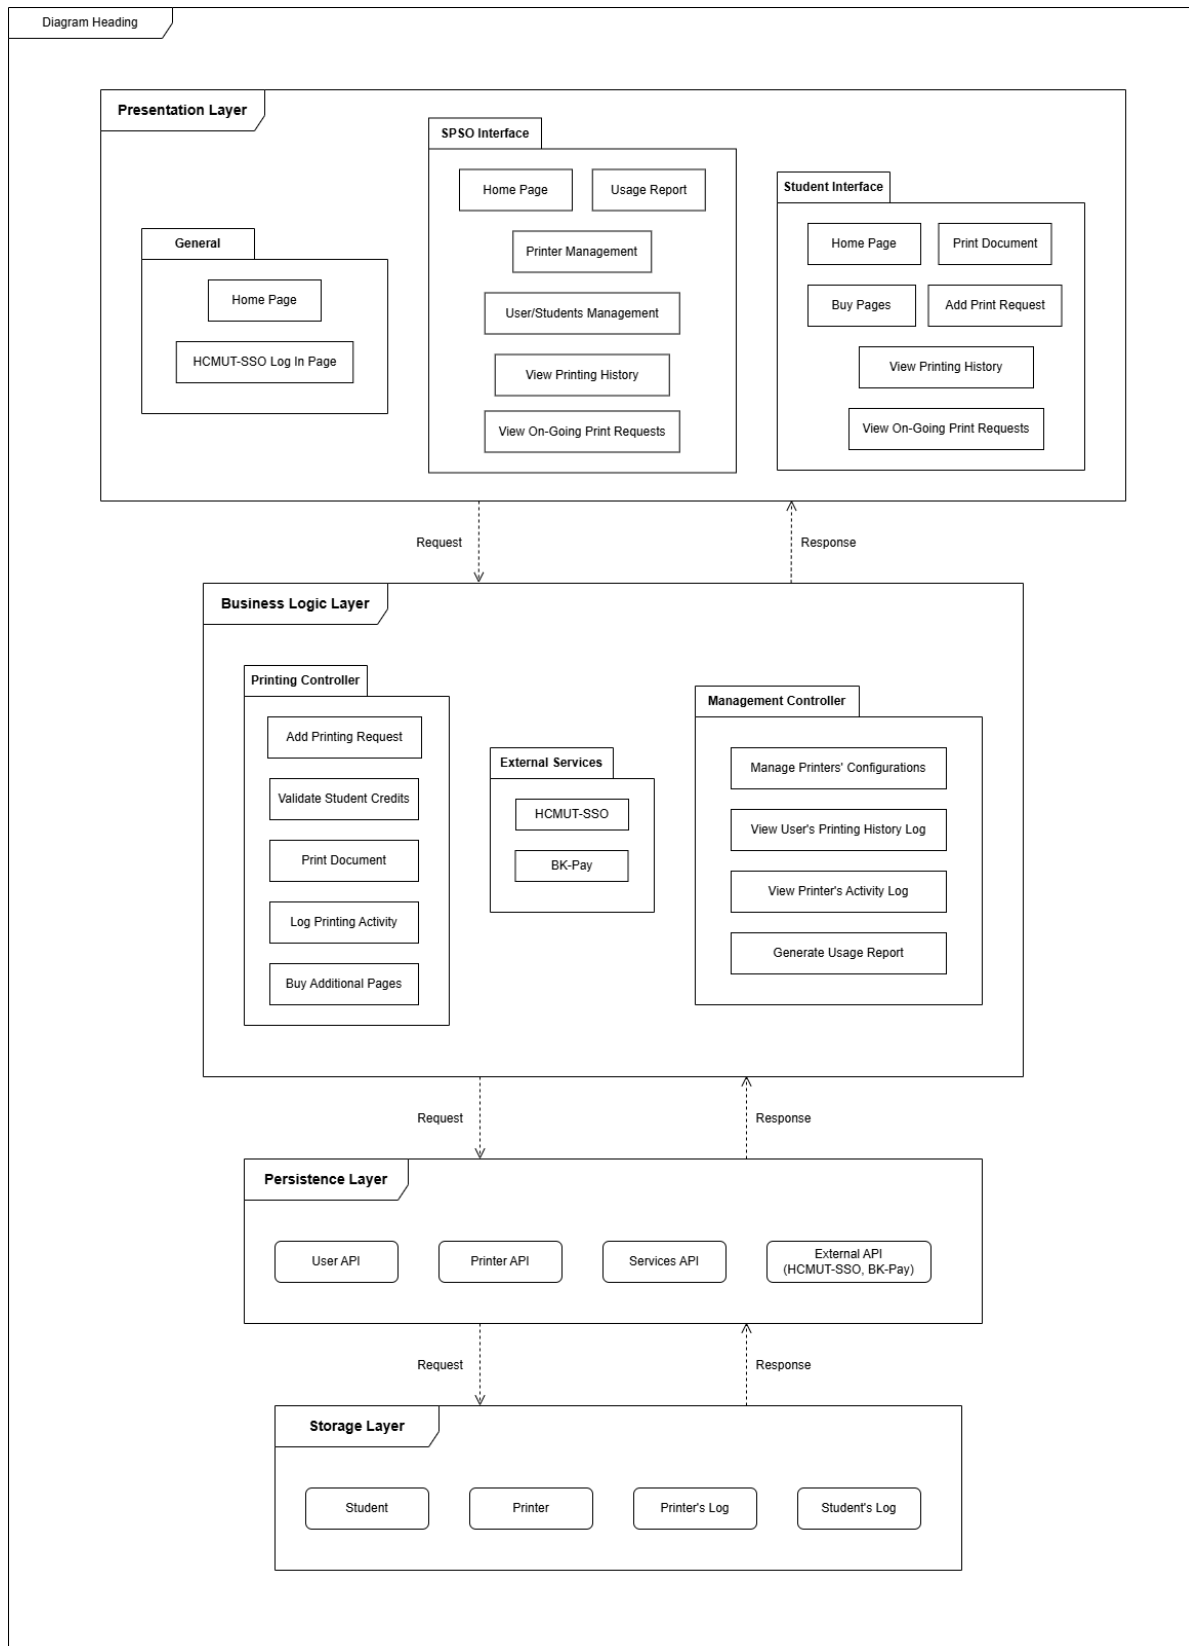 Diagram Heading
Presentation Layer
General
Home Page
HCMUT-SSO Log In Page
SPSO Interface
Home Page
Usage Report
Printer Management
User/Students Management
View Printing History
View On-Going Print Requests
Student Interface
Home Page
Print Document
Buy Pages
Add Print Request
View Printing History
View On-Going Print Requests
Request
Response
Business Logic Layer
Printing Controller
Add Printing Request
Validate Student Credits
Print Document
Log Printing Activity
Buy Additional Pages
External Services
HCMUT-SSO
BK-Pay
Management Controller
Manage Printers' Configurations
View User's Printing History Log
View Printer's Activity Log
Generate Usage Report
Request
Response
Persistence Layer
User API
Printer API
Services API
External API
(HCMUT-SSO, BK-Pay)
Request
Response
Storage Layer
Student
Printer
Printer's Log
Student's Log